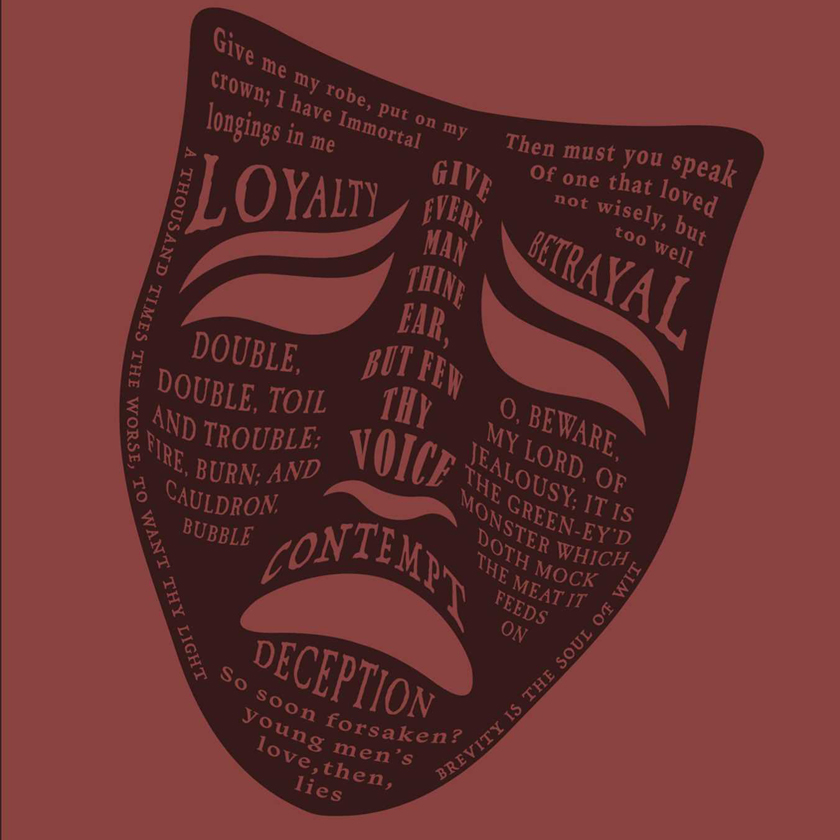 Give me my robe, put on my
crown; I have Immortal
longings in me
Then must you speak
Of one that loved
not wisely, but
too well
LOYALTY
BETRAYAL
GIVE
EVERY
MAN
THINE
EAR,
BUT FEW
THY
VOICE
A THOUSAND TIMES THE WORSE, TO WANT THY LIGHT
DOUBLE,
DOUBLE, TOIL
AND TROUBLE;
FIRE, BURN; AND
CAULDRON,
BUBBLE
O, BEWARE,
MY LORD, OF
JEALOUSY; IT IS
THE GREEN-EY'D
MONSTER WHICH
DOTH MOCK
THE MEAT IT
FEEDS
ON
CONTEMPT
DECEPTION
So soon forsaken?
young men's
love,then,
lies
BREVITY IS THE SOUL OF WIT